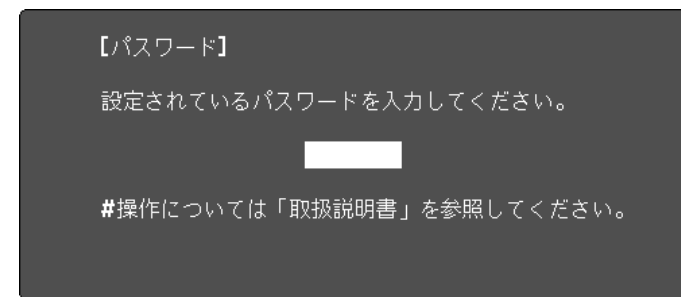 【パスワード】
設定されているパスワードを入力してください。
#操作については「取扱説明書」を参照してください。